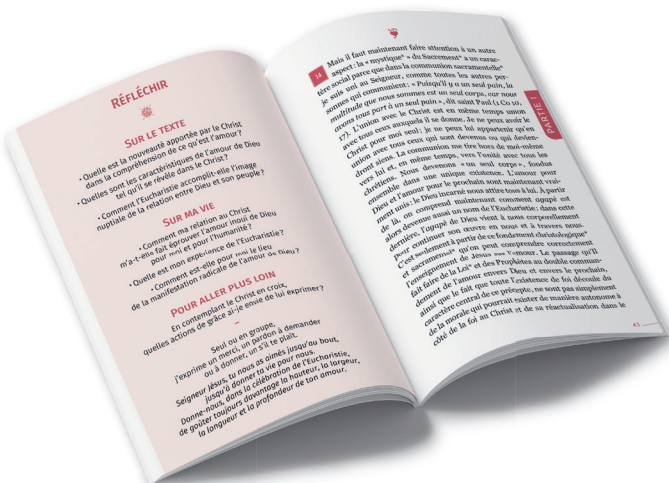 RÉFLÉCHIR
SUR LE TEXTE
• Quelle est la nouveauté apportée par le Christ
dans la compréhension de ce qu'est l'amour ?
• Quelles sont les caractéristiques de l'amour de Dieu
tel qu'il se révèle dans le Christ ?
• Comment l'Eucharistie accomplit-elle l'image
nuptiale de la relation entre Dieu et son peuple ?
SUR MA VIE
• Comment ma relation au Christ
m'a-t-elle fait éprouver l'amour inouï de Dieu
pour moi et pour l'humanité ?
• Quelle est mon expérience de l'Eucharistie ?
• Comment est-elle pour moi le lieu
de la manifestation radicale de l'amour de Dieu ?
POUR ALLER PLUS LOIN
En contemplant le Christ en croix,
quelles actions de grâce ai-je envie de lui exprimer ?
–
Seul ou en groupe,
j'exprime un merci, un pardon à demander
ou à donner, un s'il te plaît.
Seigneur Jésus, tu nous as aimés jusqu'au bout,
jusqu'à donner ta vie pour nous.
Donne-nous, dans la célébration de l'Eucharistie,
de goûter toujours davantage la hauteur, la largeur,
la longueur et la profondeur de ton amour.
14
Mais il faut maintenant faire attention à un autre
aspect : la « mystique* » du Sacrement* a un carac-
tère social parce que dans la communion sacramentelle*
je suis uni au Seigneur, comme toutes les autres per-
sonnes qui communient : « Puisqu'il y a un seul pain, la
multitude que nous sommes est un seul corps, car nous
avons tous part à un seul pain », dit saint Paul (1 Co 10,
17). L'union avec le Christ est en même temps union
avec tous ceux auxquels il se donne. Je ne peux avoir le
Christ pour moi seul ; je ne peux lui appartenir qu'en
union avec tous ceux qui sont devenus ou qui devien-
dront siens. La communion me tire hors de moi-même
vers lui et, en même temps, vers l'unité avec tous les
chrétiens. Nous devenons « un seul corps », fondus
ensemble dans une unique existence. L'amour pour
Dieu et l'amour pour le prochain sont maintenant vrai-
ment unis : le Dieu incarné nous attire tous à lui. À partir
de là, on comprend maintenant comment agapè est
alors devenue aussi un nom de l'Eucharistie : dans cette
dernière, l'agapè de Dieu vient à nous corporellement
pour continuer son œuvre en nous et à travers nous.
C'est seulement à partir de ce fondement christologique*
et sacramentel* qu'on peut comprendre correctement
l'enseignement de Jésus sur l'amour. Le passage qu'il
fait faire de la Loi* et des Prophètes au double comman-
dement de l'amour envers Dieu et envers le prochain,
ainsi que le fait que toute l'existence de foi découle du
caractère central de ce précepte, ne sont pas simplement
de la morale qui pourrait exister de manière autonome à
côté de la foi au Christ et de sa réactualisation dans le
PARTIE I